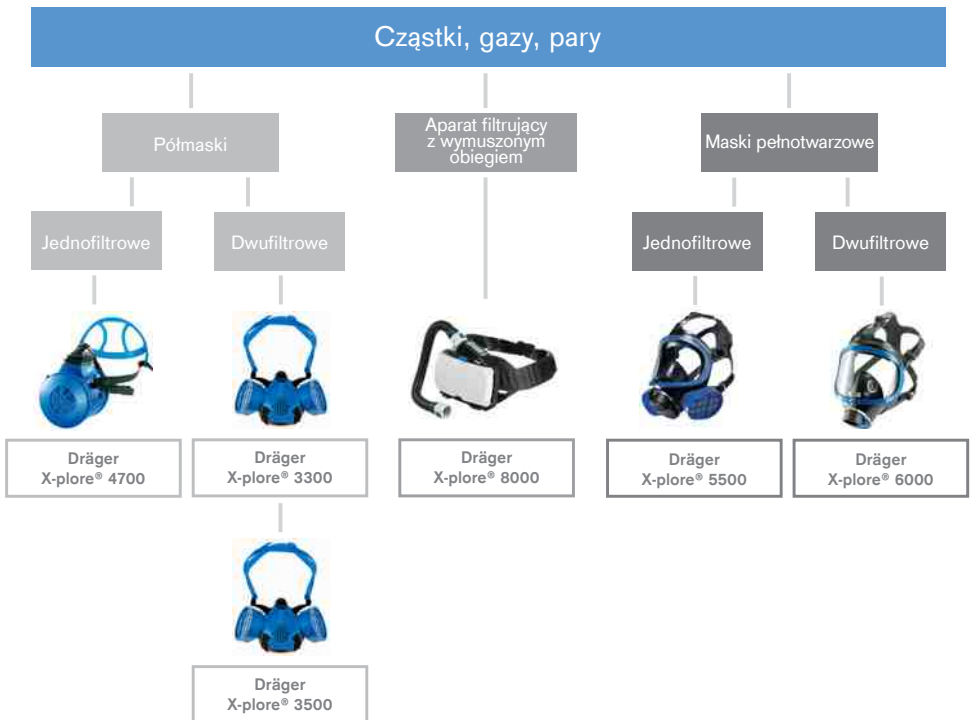 Cząstki, gazy, pary
Półmaski
Aparat filtrujący
z wymuszonym
obiegiem
Maski pełnotwarzowe
Jednofiltrowe
Dwufiltrowe
Jednofiltrowe
Dwufiltrowe
Dräger
X-plore® 4700
Dräger
X-plore® 3300
Dräger
X-plore® 8000
Dräger
X-plore® 5500
Dräger
X-plore® 6000
Dräger
X-plore® 3500